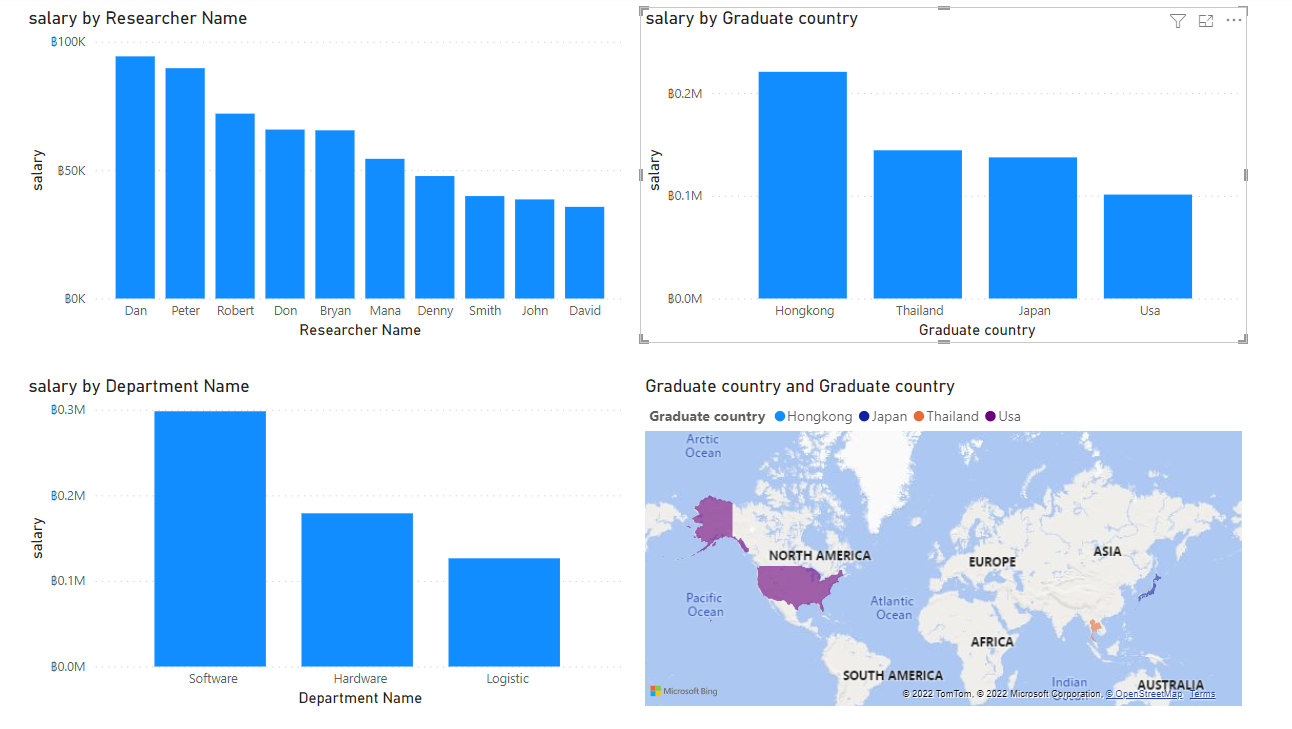 salary by Researcher Name
฿100K
฿50K
฿0K
salary
Dan Peter Robert Don Bryan Mana Denny Smith John David
Researcher Name
salary by Graduate country
฿0.2M
฿0.1M
฿0.0M
salary
Hongkong Thailand Japan Usa
Graduate country
salary by Department Name
฿0.3M
฿0.2M
฿0.1M
฿0.0M
salary
Software Hardware Logistic
Department Name
Graduate country and Graduate country
Graduate country Hongkong Japan Thailand Usa
Arctic
Ocean
NORTH AMERICA
EUROPE
ASIA
Pacific
Ocean
Atlantic
Ocean
AFRICA
SOUTH AMERICA
Indian
Ocean
AUSTRALIA
Microsoft Bing
© 2022 TomTom, © 2022 Microsoft Corporation, © OpenStreetMap Terms